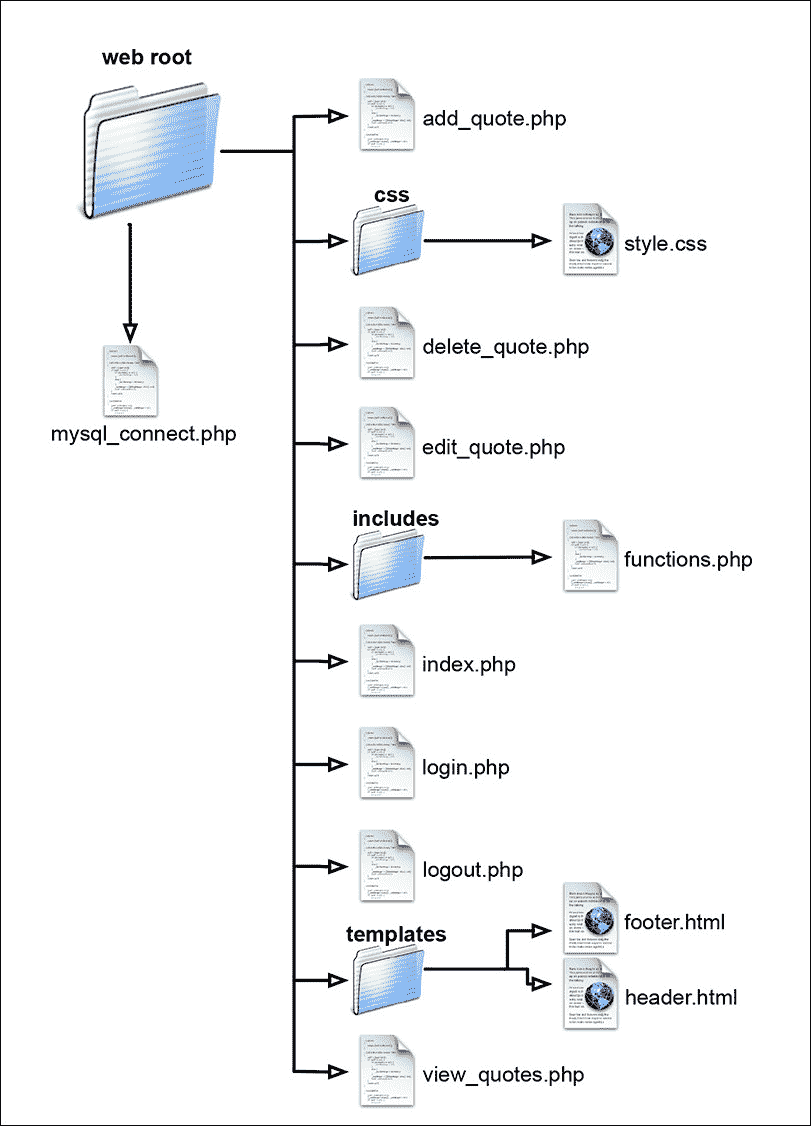 web root
add_quote.php
css
style.css
delete_quote.php
mysql_connect.php
edit_quote.php
includes
functions.php
index.php
login.php
logout.php
templates
footer.html
header.html
view_quotes.php